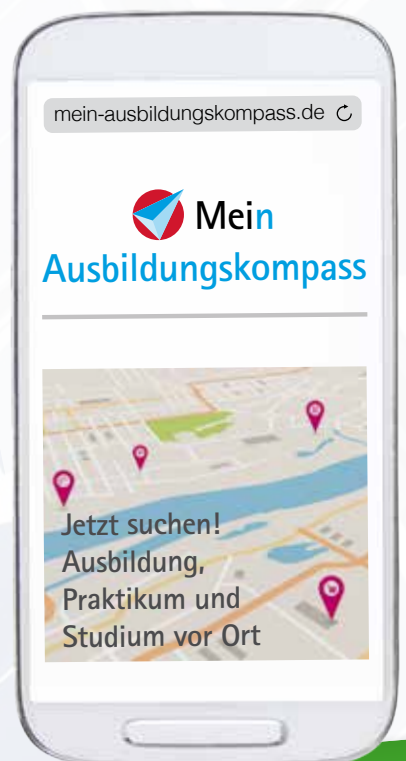 mein-ausbildungskompass.de
Mein
Ausbildungskompass
Jetzt suchen!
Ausbildung,
Praktikum und
Studium vor Ort